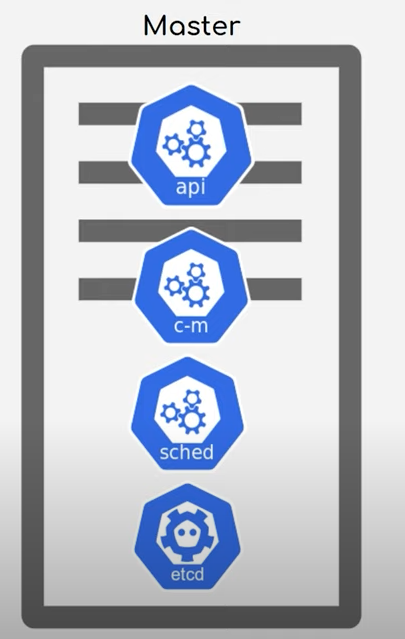 Master
api
c-m
sched
etcd